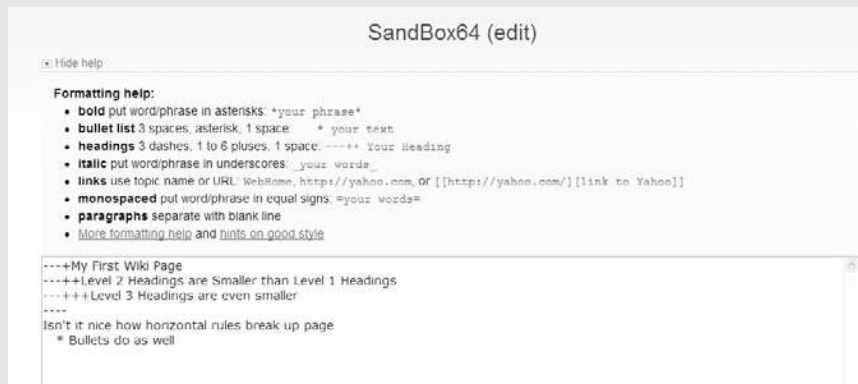 SandBox64 (edit)
Hide help
Formatting help:
• bold put word/phrase in asterisks: *your phrase*
• bullet list 3 spaces, asterisk, 1 space:    * your text
• headings 3 dashes, 1 to 6 pluses, 1 space: ---++ Your Heading
• italic put word/phrase in underscores: _your words_
• links use topic name or URL: WebHome, http://yahoo.com, or [[http://yahoo.com/][link to Yahoo]]
• monospaced put word/phrase in equal signs: =your words=
• paragraphs separate with blank line
• More formatting help and hints on good style
---+My First Wiki Page
---++Level 2 Headings are Smaller than Level 1 Headings
---+++Level 3 Headings are even smaller
----
Isn't it nice how horizontal rules break up page
   * Bullets do as well